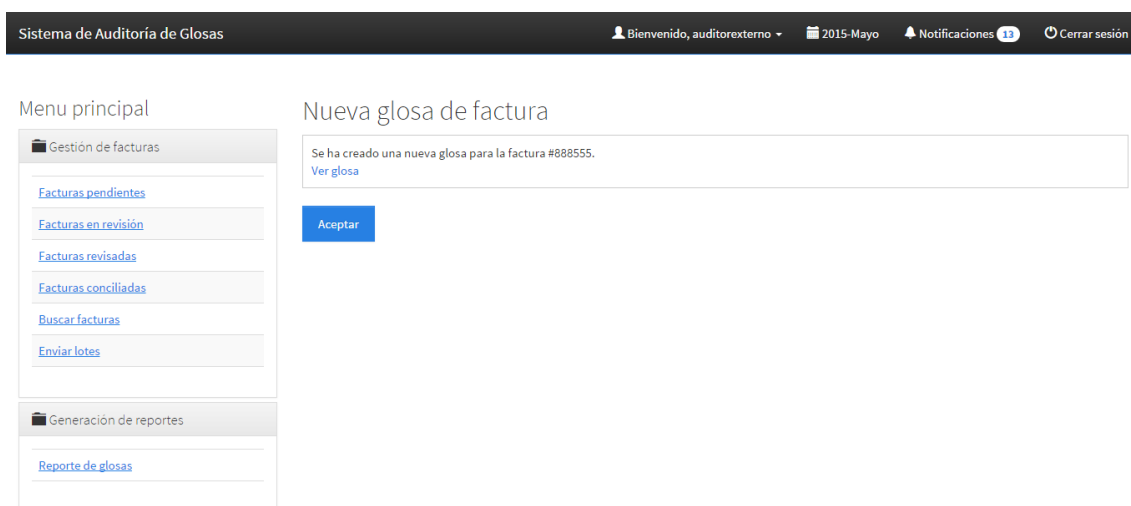 Sistema de Auditoría de Glosas
Bienvenido, auditorexterno
2015-Mayo
Notificaciones 13
Cerrar sesión
Menu principal
Gestión de facturas
Facturas pendientes
Facturas en revisión
Facturas revisadas
Facturas conciliadas
Buscar facturas
Enviar lotes
Generación de reportes
Reporte de glosas
Nueva glosa de factura
Se ha creado una nueva glosa para la factura #888555.
Ver glosa
Aceptar